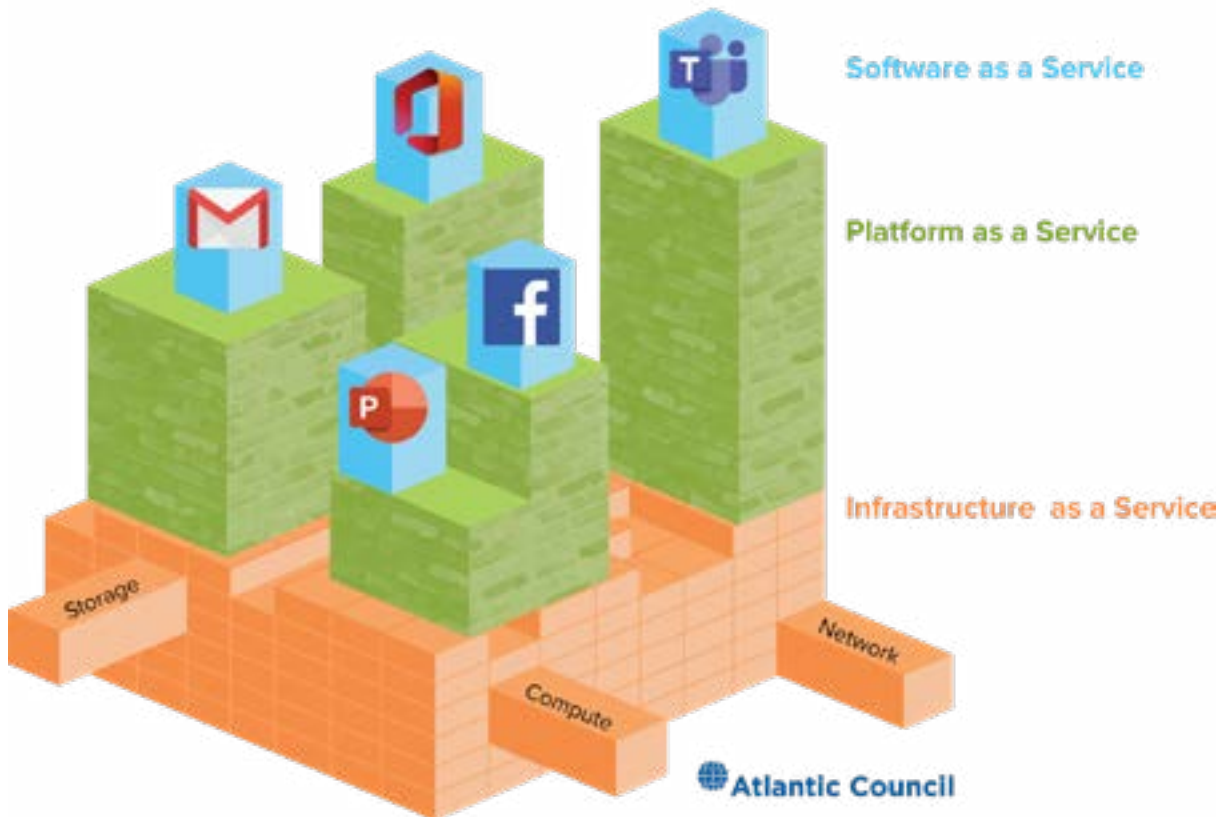 Software as a Service
T
Platform as a Service
f
P
Infrastructure as a Service
Storage
Network
Compute
Atlantic Council